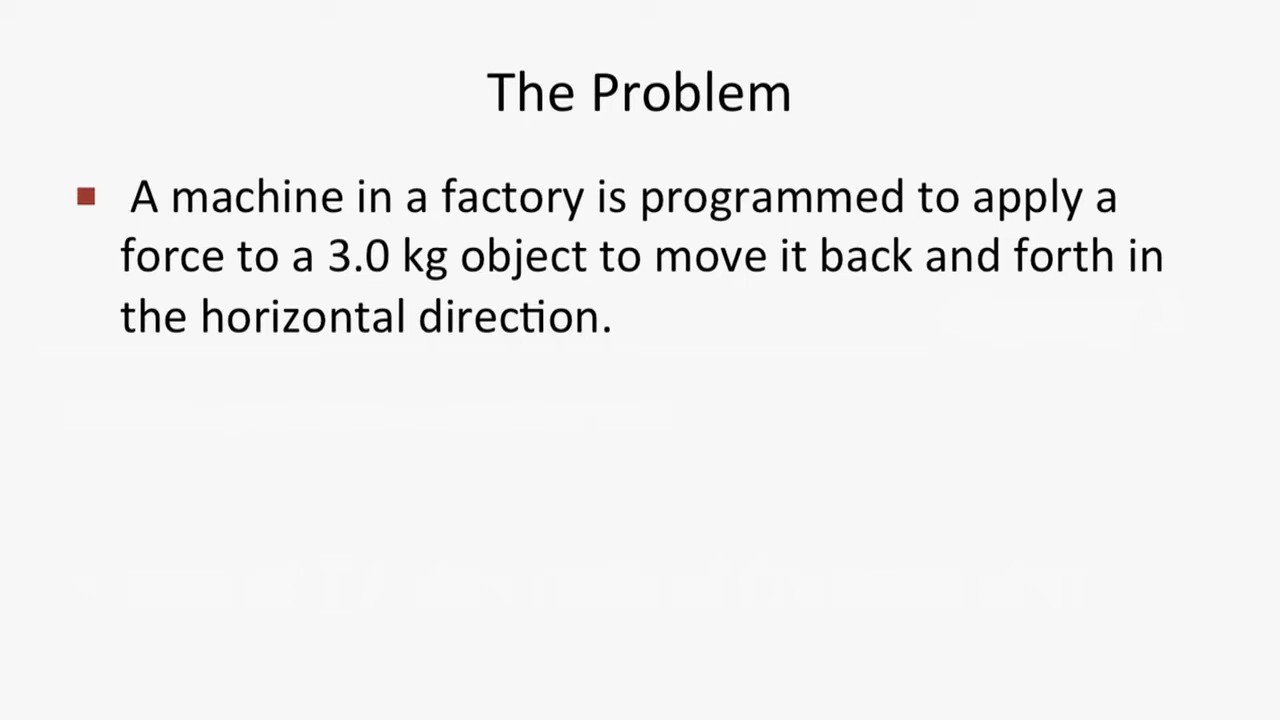 The Problem
A machine in a factory is programmed to apply a
force to a 3.0 kg object to move it back and forth in
the horizontal direction.